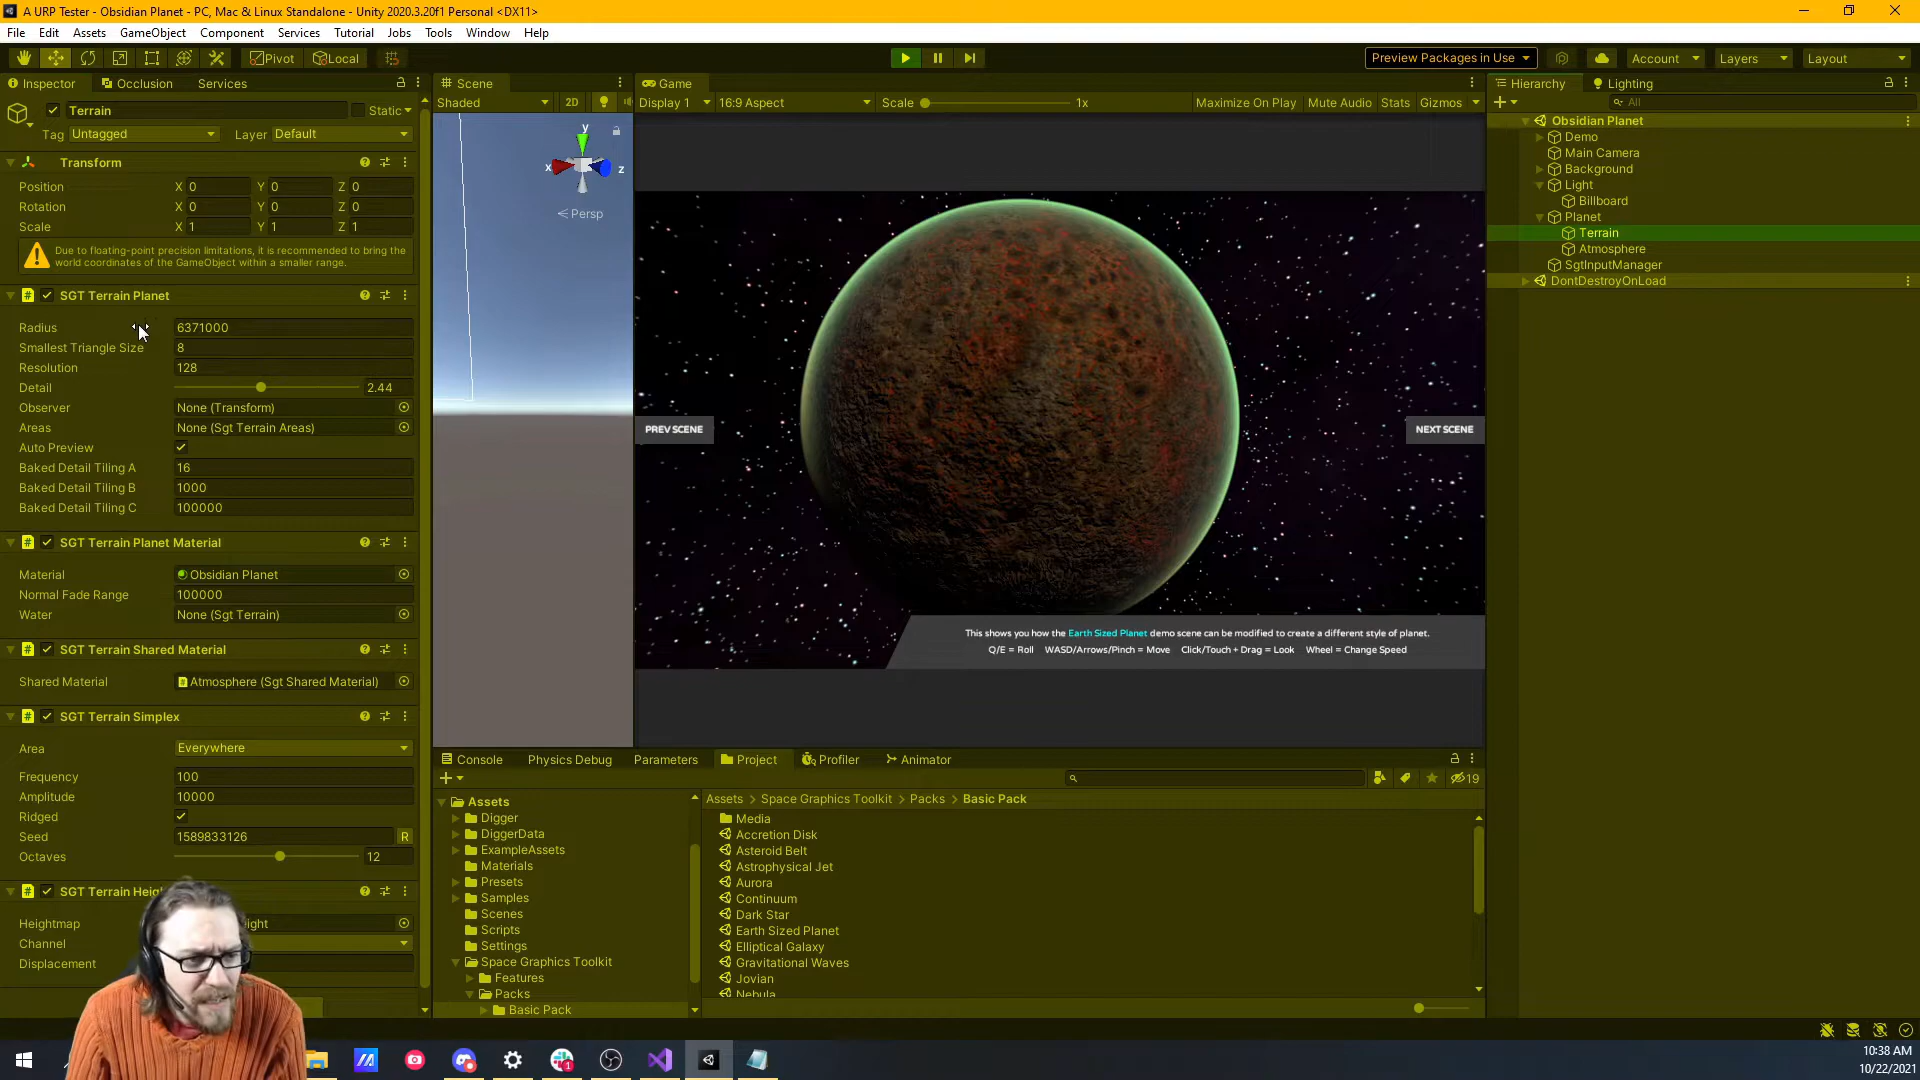 A URP Tester - Obsidian Planet - PC, Mac & Linux Standalone - Unity 2020.3.20f1 Personal <DX11>
File Edit Assets GameObject Component Services Tutorial Jobs Tools Window Help
Pivot Local Preview Packages in Use Account Layers Layout
Inspector Occlusion Services
Terrain Static
Tag Untagged Layer Default
Transform
Position X 0 Y 0 Z 0
Rotation X 0 Y 0 Z 0
Scale X 1 Y 1 Z 1
Due to floating-point precision limitations, it is recommended to bring the
world coordinates of the GameObject within a smaller range.
SGT Terrain Planet
Radius 6371000
Smallest Triangle Size 8
Resolution 128
Detail 2.44
Observer None (Transform)
Areas None (Sgt Terrain Areas)
Auto Preview
Baked Detail Tiling A 16
Baked Detail Tiling B 1000
Baked Detail Tiling C 100000
SGT Terrain Planet Material
Material Obsidian Planet
Normal Fade Range 100000
Water None (Sgt Terrain)
SGT Terrain Shared Material
Shared Material Atmosphere (Sgt Shared Material)
SGT Terrain Simplex
Area Everywhere
Frequency 100
Amplitude 10000
Ridged
Seed 1589833126 R
Octaves 12
SGT Terrain Heig
Heightmap ight
Channel
Displacement
Scene
Shaded 2D
y
x z
Persp
Game
Display 1 16:9 Aspect Scale 1x Maximize On Play Mute Audio Stats Gizmos
PREV SCENE NEXT SCENE
This shows you how the Earth Sized Planet demo scene can be modified to create a different style of planet.
Q/E = Roll WASD/Arrows/Pinch = Move Click/Touch + Drag = Look Wheel = Change Speed
Console Physics Debug Parameters Project Profiler Animator
19
Assets
Digger
DiggerData
ExampleAssets
Materials
Presets
Samples
Scenes
Scripts
Settings
Space Graphics Toolkit
Features
Packs
Basic Pack
Assets > Space Graphics Toolkit > Packs > Basic Pack
Media
Accretion Disk
Asteroid Belt
Astrophysical Jet
Aurora
Continuum
Dark Star
Earth Sized Planet
Elliptical Galaxy
Gravitational Waves
Jovian
Nebula
Hierarchy Lighting
All
Obsidian Planet
Demo
Main Camera
Background
Light
Billboard
Planet
Terrain
Atmosphere
SgtInputManager
DontDestroyOnLoad
10:38 AM
10/22/2021